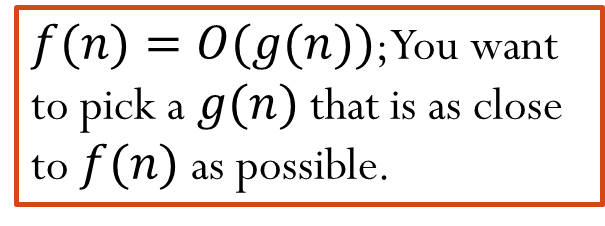 f(n) = O(g(n)); You want
to pick a g(n) that is as close
to f(n) as possible.